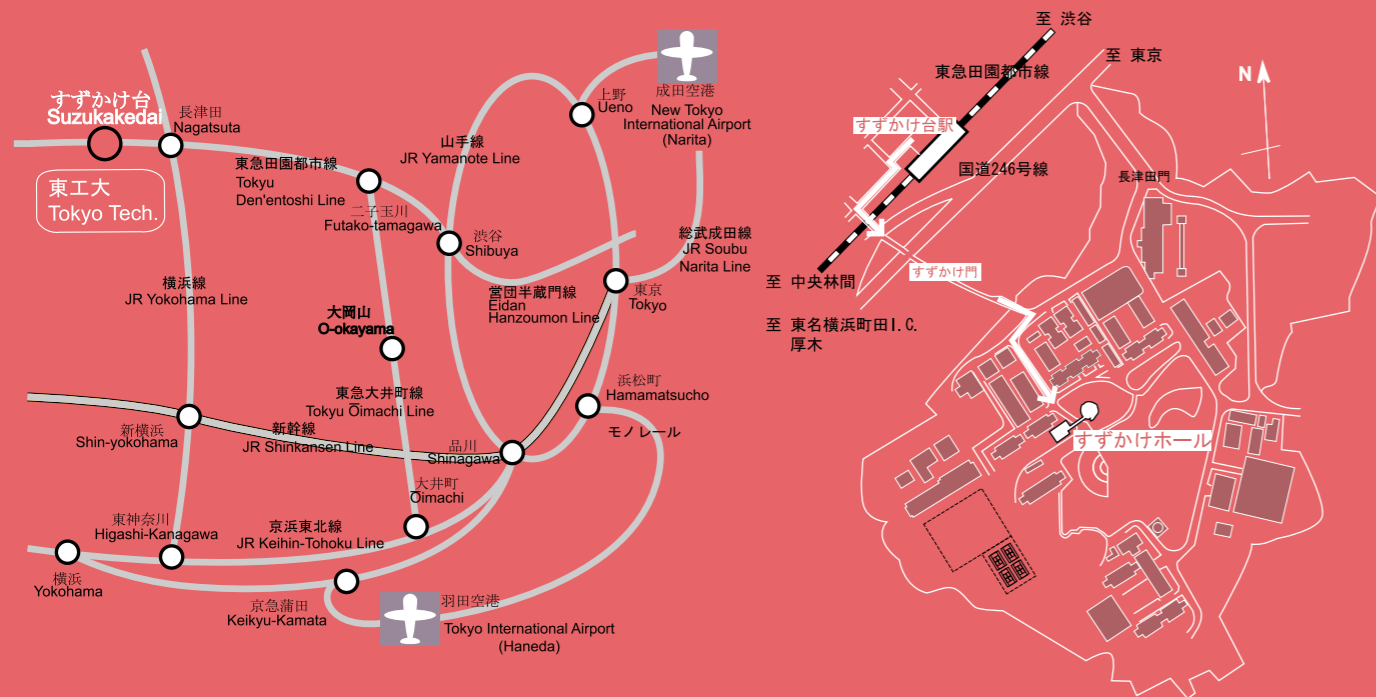 すずかけ台
Suzukakedai
長津田
Nagatsuta
東工大
Tokyo Tech.
東急田園都市線
Tokyu
Den'entoshi Line
二子玉川
Futako-tamagawa
山手線
JR Yamanote Line
上野
Ueno
成田空港
New Tokyo
International Airport
(Narita)
渋谷
Shibuya
総武成田線
JR Soubu
Narita Line
横浜線
JR Yokohama Line
営団半蔵門線
Eidan
Hanzoumon Line
東京
Tokyo
大岡山
O-okayama
東急大井町線
Tokyu Ōimachi Line
浜松町
Hamamatsucho
モノレール
新横浜
Shin-yokohama
新幹線
JR Shinkansen Line
品川
Shinagawa
大井町
Ōimachi
東神奈川
Higashi-Kanagawa
京浜東北線
JR Keihin-Tohoku Line
横浜
Yokohama
京急蒲田
Keikyu-Kamata
羽田空港
Tokyo International Airport
(Haneda)
至 渋谷
至 東京
東急田園都市線
N
すずかけ台駅
国道246号線
長津田門
すずかけ門
至 中央林間
至 東名横浜町田I.C.
厚木
すずかけホール